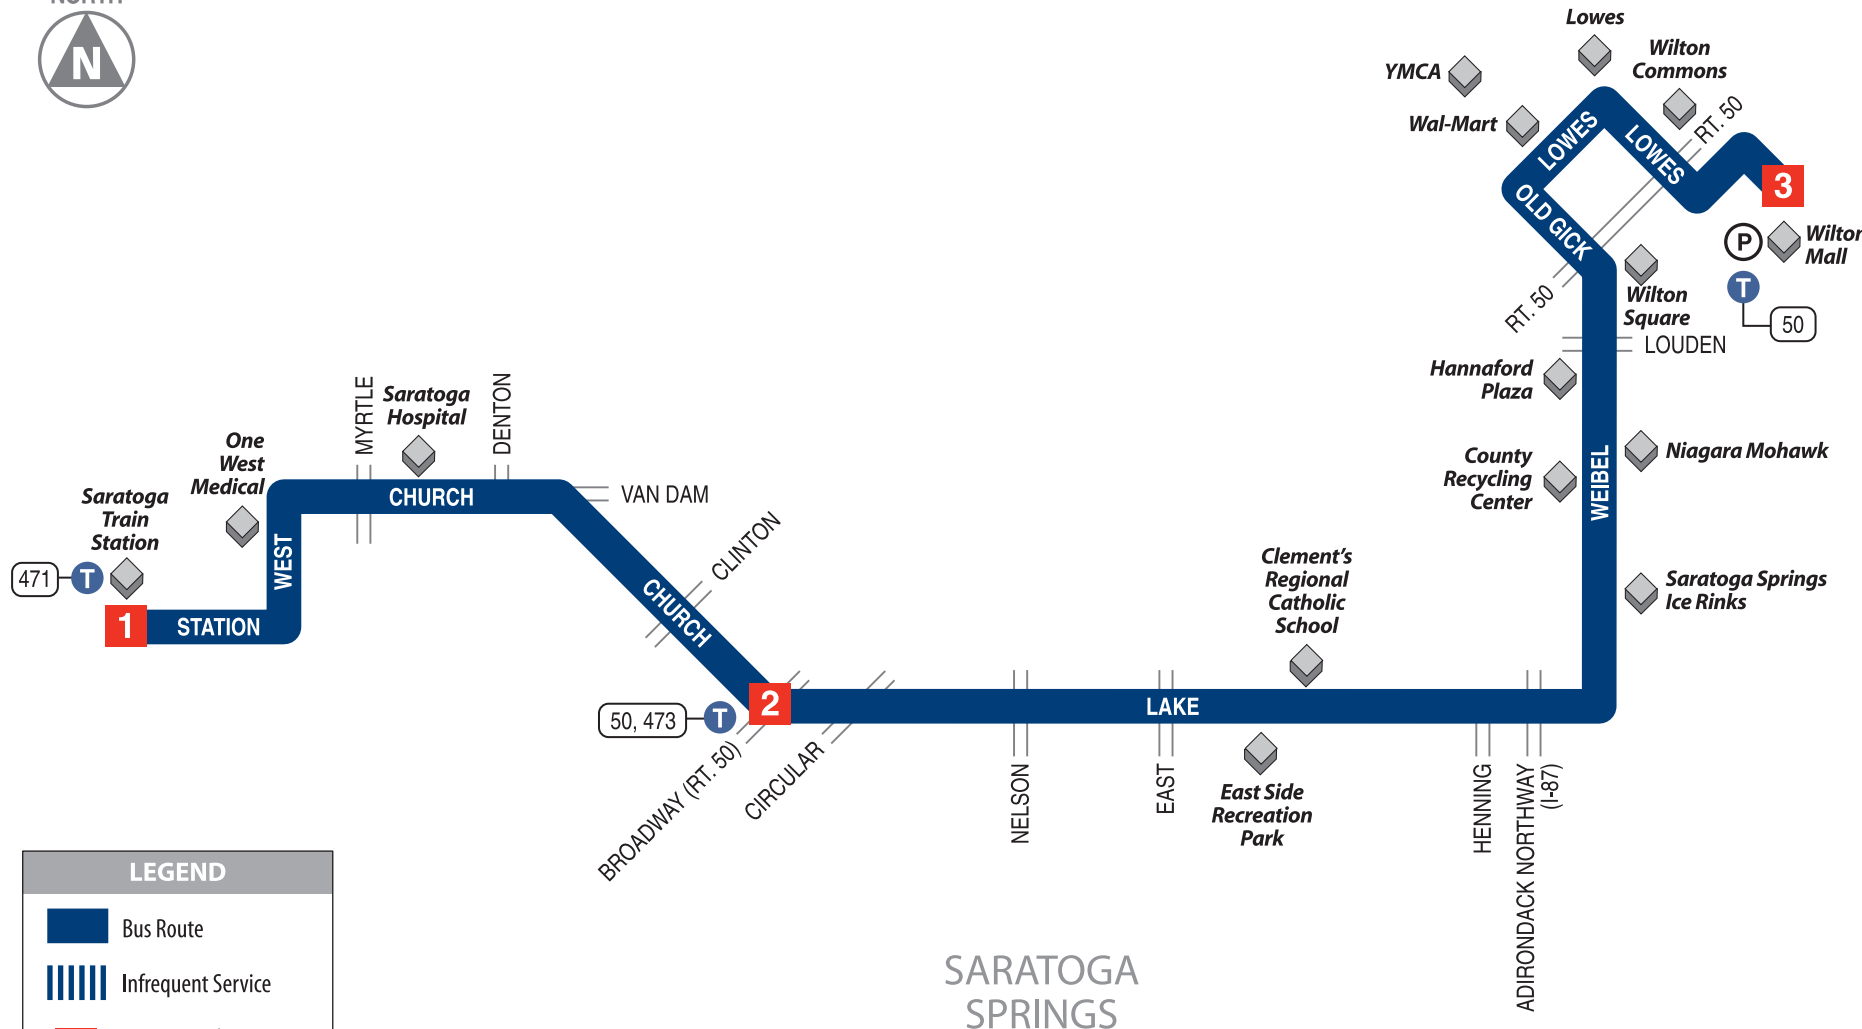 NORTH
N
Lowes
Wilton
Commons
YMCA
Wal-Mart
RT. 50
LOWES
LOWES
OLD GICK
3
P
Wilton
Mall
T
50
RT. 50
Wilton
Square
LOUDEN
Hannaford
Plaza
WEIBEL
Niagara Mohawk
County
Recycling
Center
Saratoga Springs
Ice Rinks
MYRTLE
Saratoga
Hospital
DENTON
One
West
Medical
CHURCH
VAN DAM
Saratoga
Train
Station
WEST
471
T
1
STATION
CLINTON
CHURCH
Clement's
Regional
Catholic
School
50, 473
T
2
LAKE
BROADWAY (RT. 50)
CIRCULAR
NELSON
EAST
East Side
Recreation
Park
HENNING
ADIRONDACK NORTHWAY
(I-87)
LEGEND
Bus Route
Infrequent Service
SARATOGA
SPRINGS